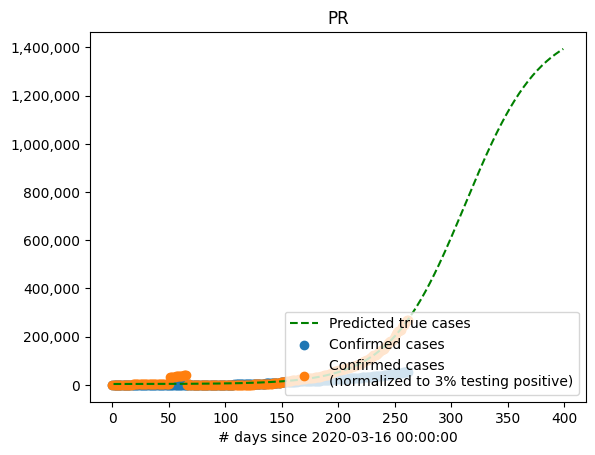 PR
1,400,000
1,200,000
1,000,000
800,000
600,000
400,000
200,000
0
Predicted true cases
Confirmed cases
Confirmed cases
(normalized to 3% testing positive)
0 50 100 150 200 250 300 350 400
# days since 2020-03-16 00:00:00